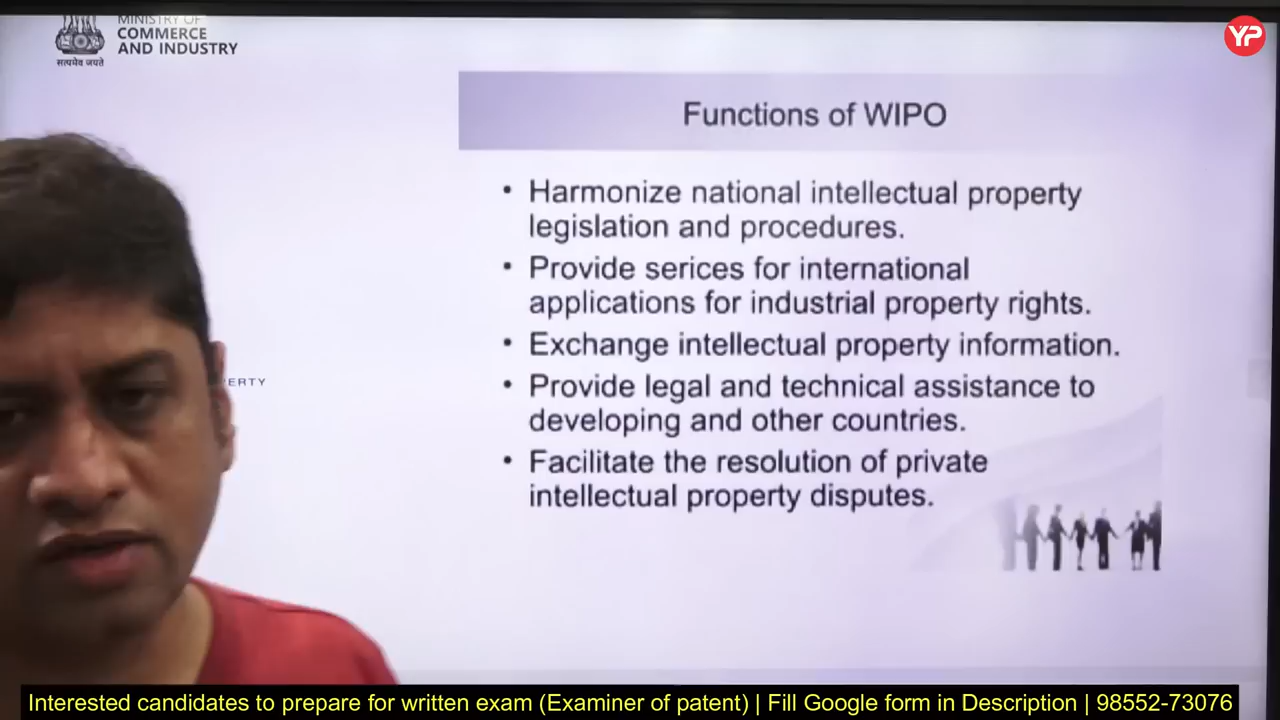 MINISTRY OF
COMMERCE
AND INDUSTRY
सत्यमेव जयते
YP
Functions of WIPO
• Harmonize national intellectual property
legislation and procedures.
• Provide serices for international
applications for industrial property rights.
• Exchange intellectual property information.
ERTY
• Provide legal and technical assistance to
developing and other countries.
• Facilitate the resolution of private
intellectual property disputes.
Interested candidates to prepare for written exam (Examiner of patent) | Fill Google form in Description | 98552-73076